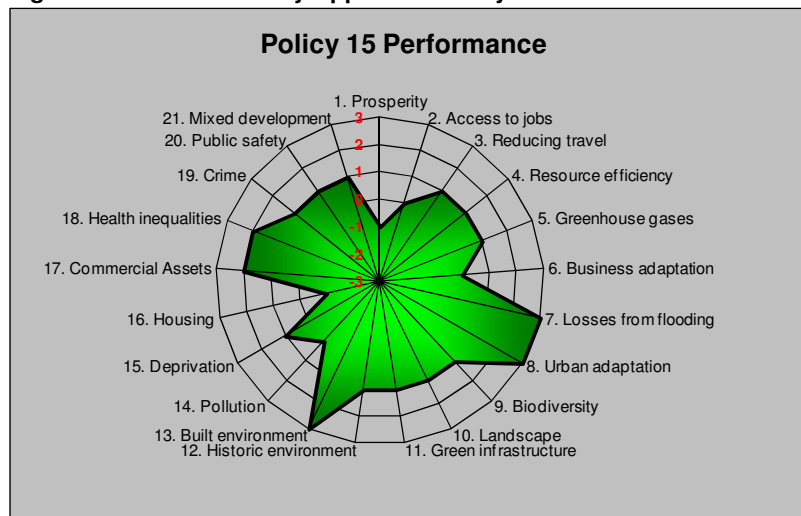 Policy 15 Performance
1. Prosperity
2. Access to jobs
3. Reducing travel
4. Resource efficiency
5. Greenhouse gases
6. Business adaptation
7. Losses from flooding
8. Urban adaptation
9. Biodiversity
10. Landscape
11. Green infrastructure
12. Historic environment
13. Built environment
14. Pollution
15. Deprivation
16. Housing
17. Commercial Assets
18. Health inequalities
19. Crime
20. Public safety
21. Mixed development
3
2
1
0
-1
-2
-3